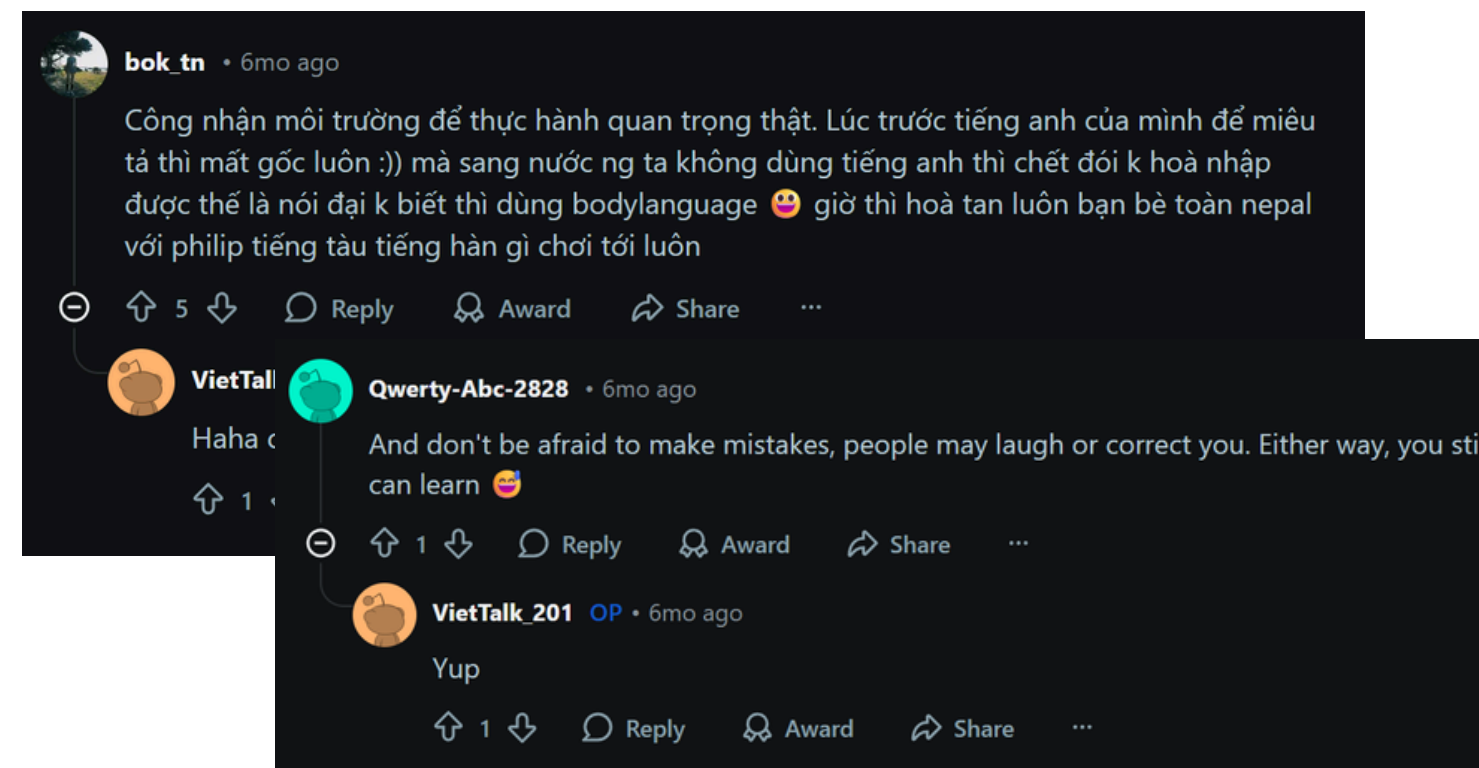 bok_tn • 6mo ago
Công nhận môi trường để thực hành quan trọng thật. Lúc trước tiếng anh của mình để miêu
tả thì mất gốc luôn :)) mà sang nước ng ta không dùng tiếng anh thì chết đói k hoà nhập
được thế là nói đại k biết thì dùng bodylanguage 😃 giờ thì hoà tan luôn bạn bè toàn nepal
với philip tiếng tàu tiếng hàn gì chơi tới luôn
5 Reply Award Share ...
Haha
1
Qwerty-Abc-2828 • 6mo ago
And don't be afraid to make mistakes, people may laugh or correct you. Either way, you
can learn 😅
1 Reply Award Share ...
VietTalk_201 OP • 6mo ago
Yup
1 Reply Award Share ...